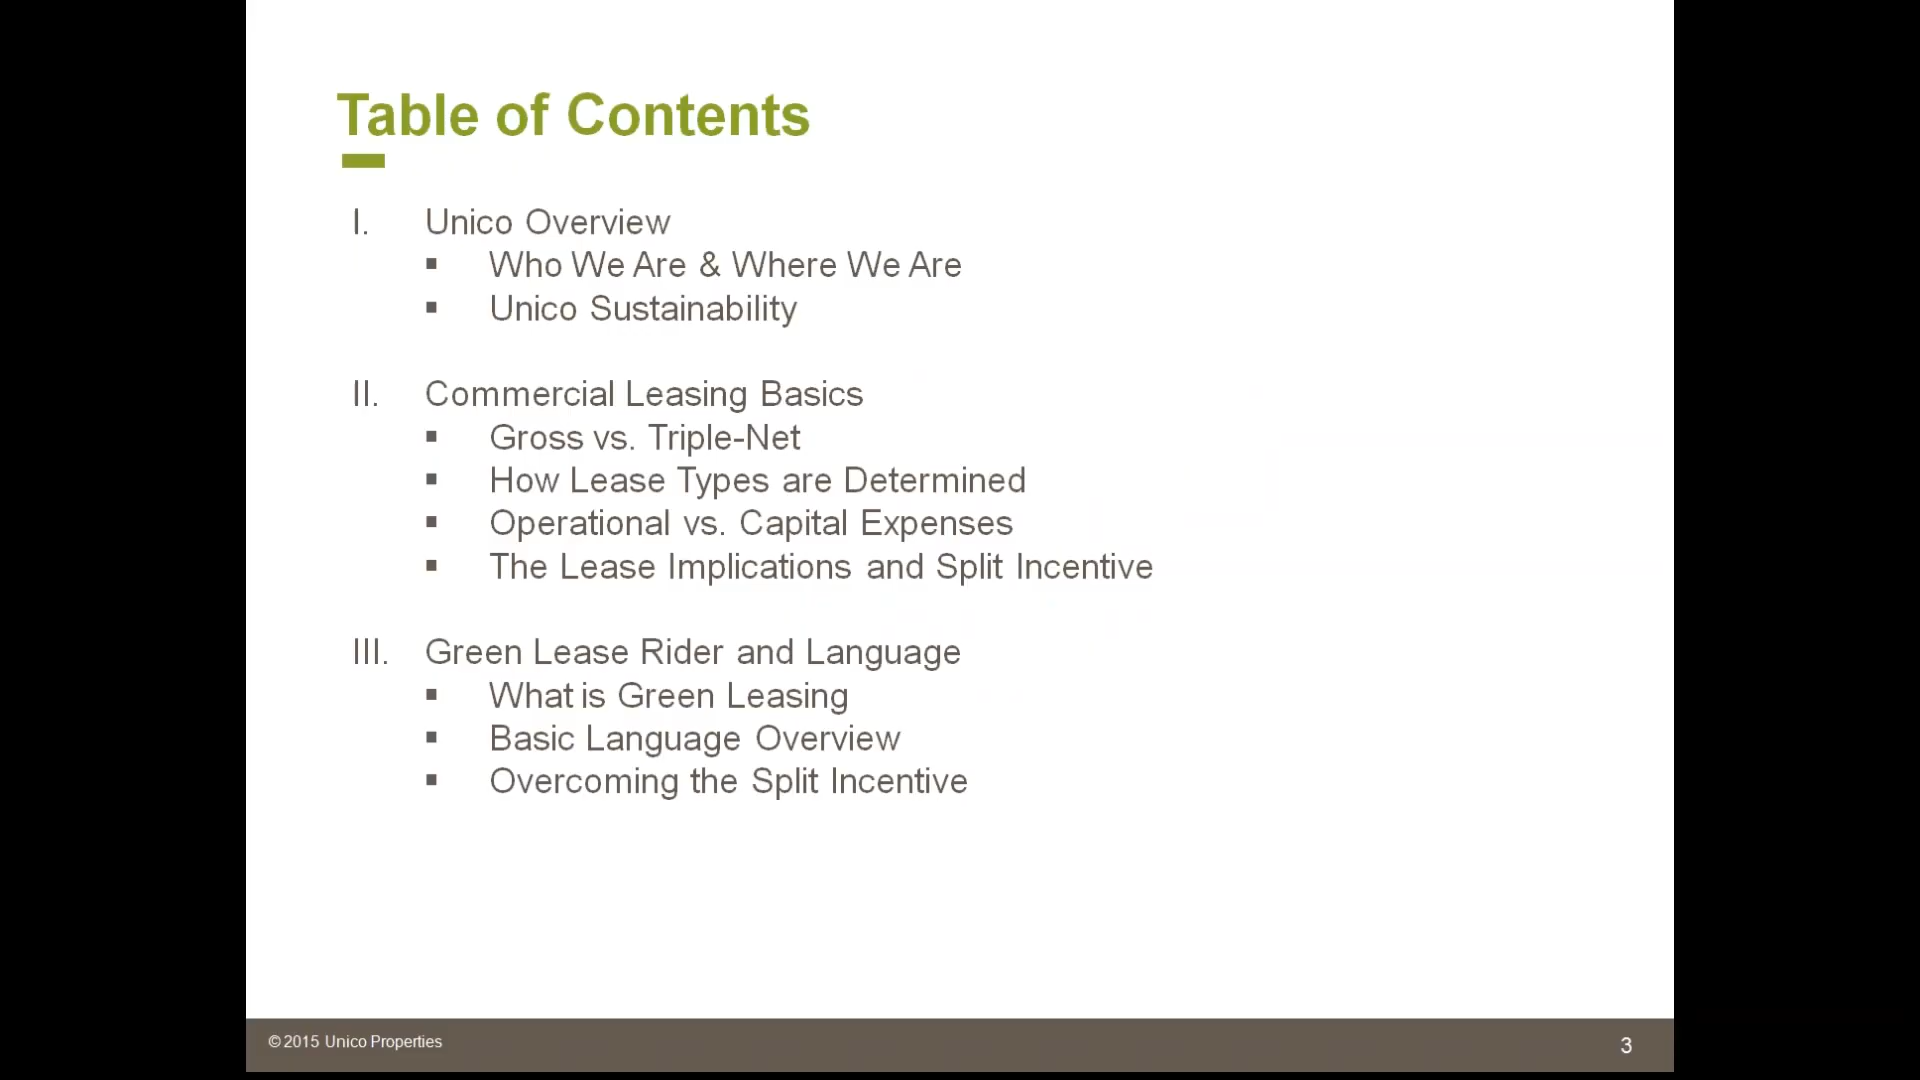 Table of Contents
I. Unico Overview
▪ Who We Are & Where We Are
▪ Unico Sustainability
II. Commercial Leasing Basics
▪ Gross vs. Triple-Net
▪ How Lease Types are Determined
▪ Operational vs. Capital Expenses
▪ The Lease Implications and Split Incentive
III. Green Lease Rider and Language
▪ What is Green Leasing
▪ Basic Language Overview
▪ Overcoming the Split Incentive
© 2015 Unico Properties
3